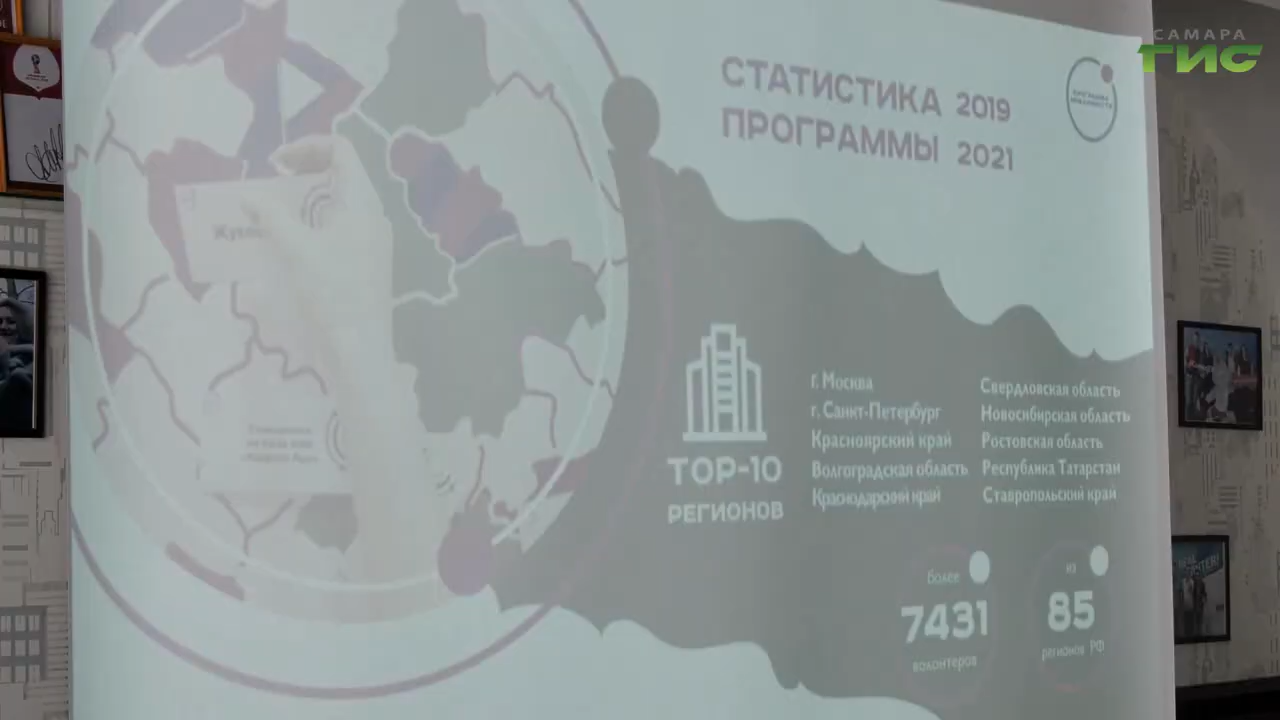 САМАРА
ГИС
СТАТИСТИКА 2019
ПРОГРАММЫ 2021
TOP-10
РЕГИОНОВ
г. Москва
г. Санкт-Петербург
Красноярский край
Волгоградская область
Краснодарский край
Свердловская область
Новосибирская область
Ростовская область
Республика Татарстан
Ставропольский край
Более
7431
волонтеров
из
85
регионов РФ